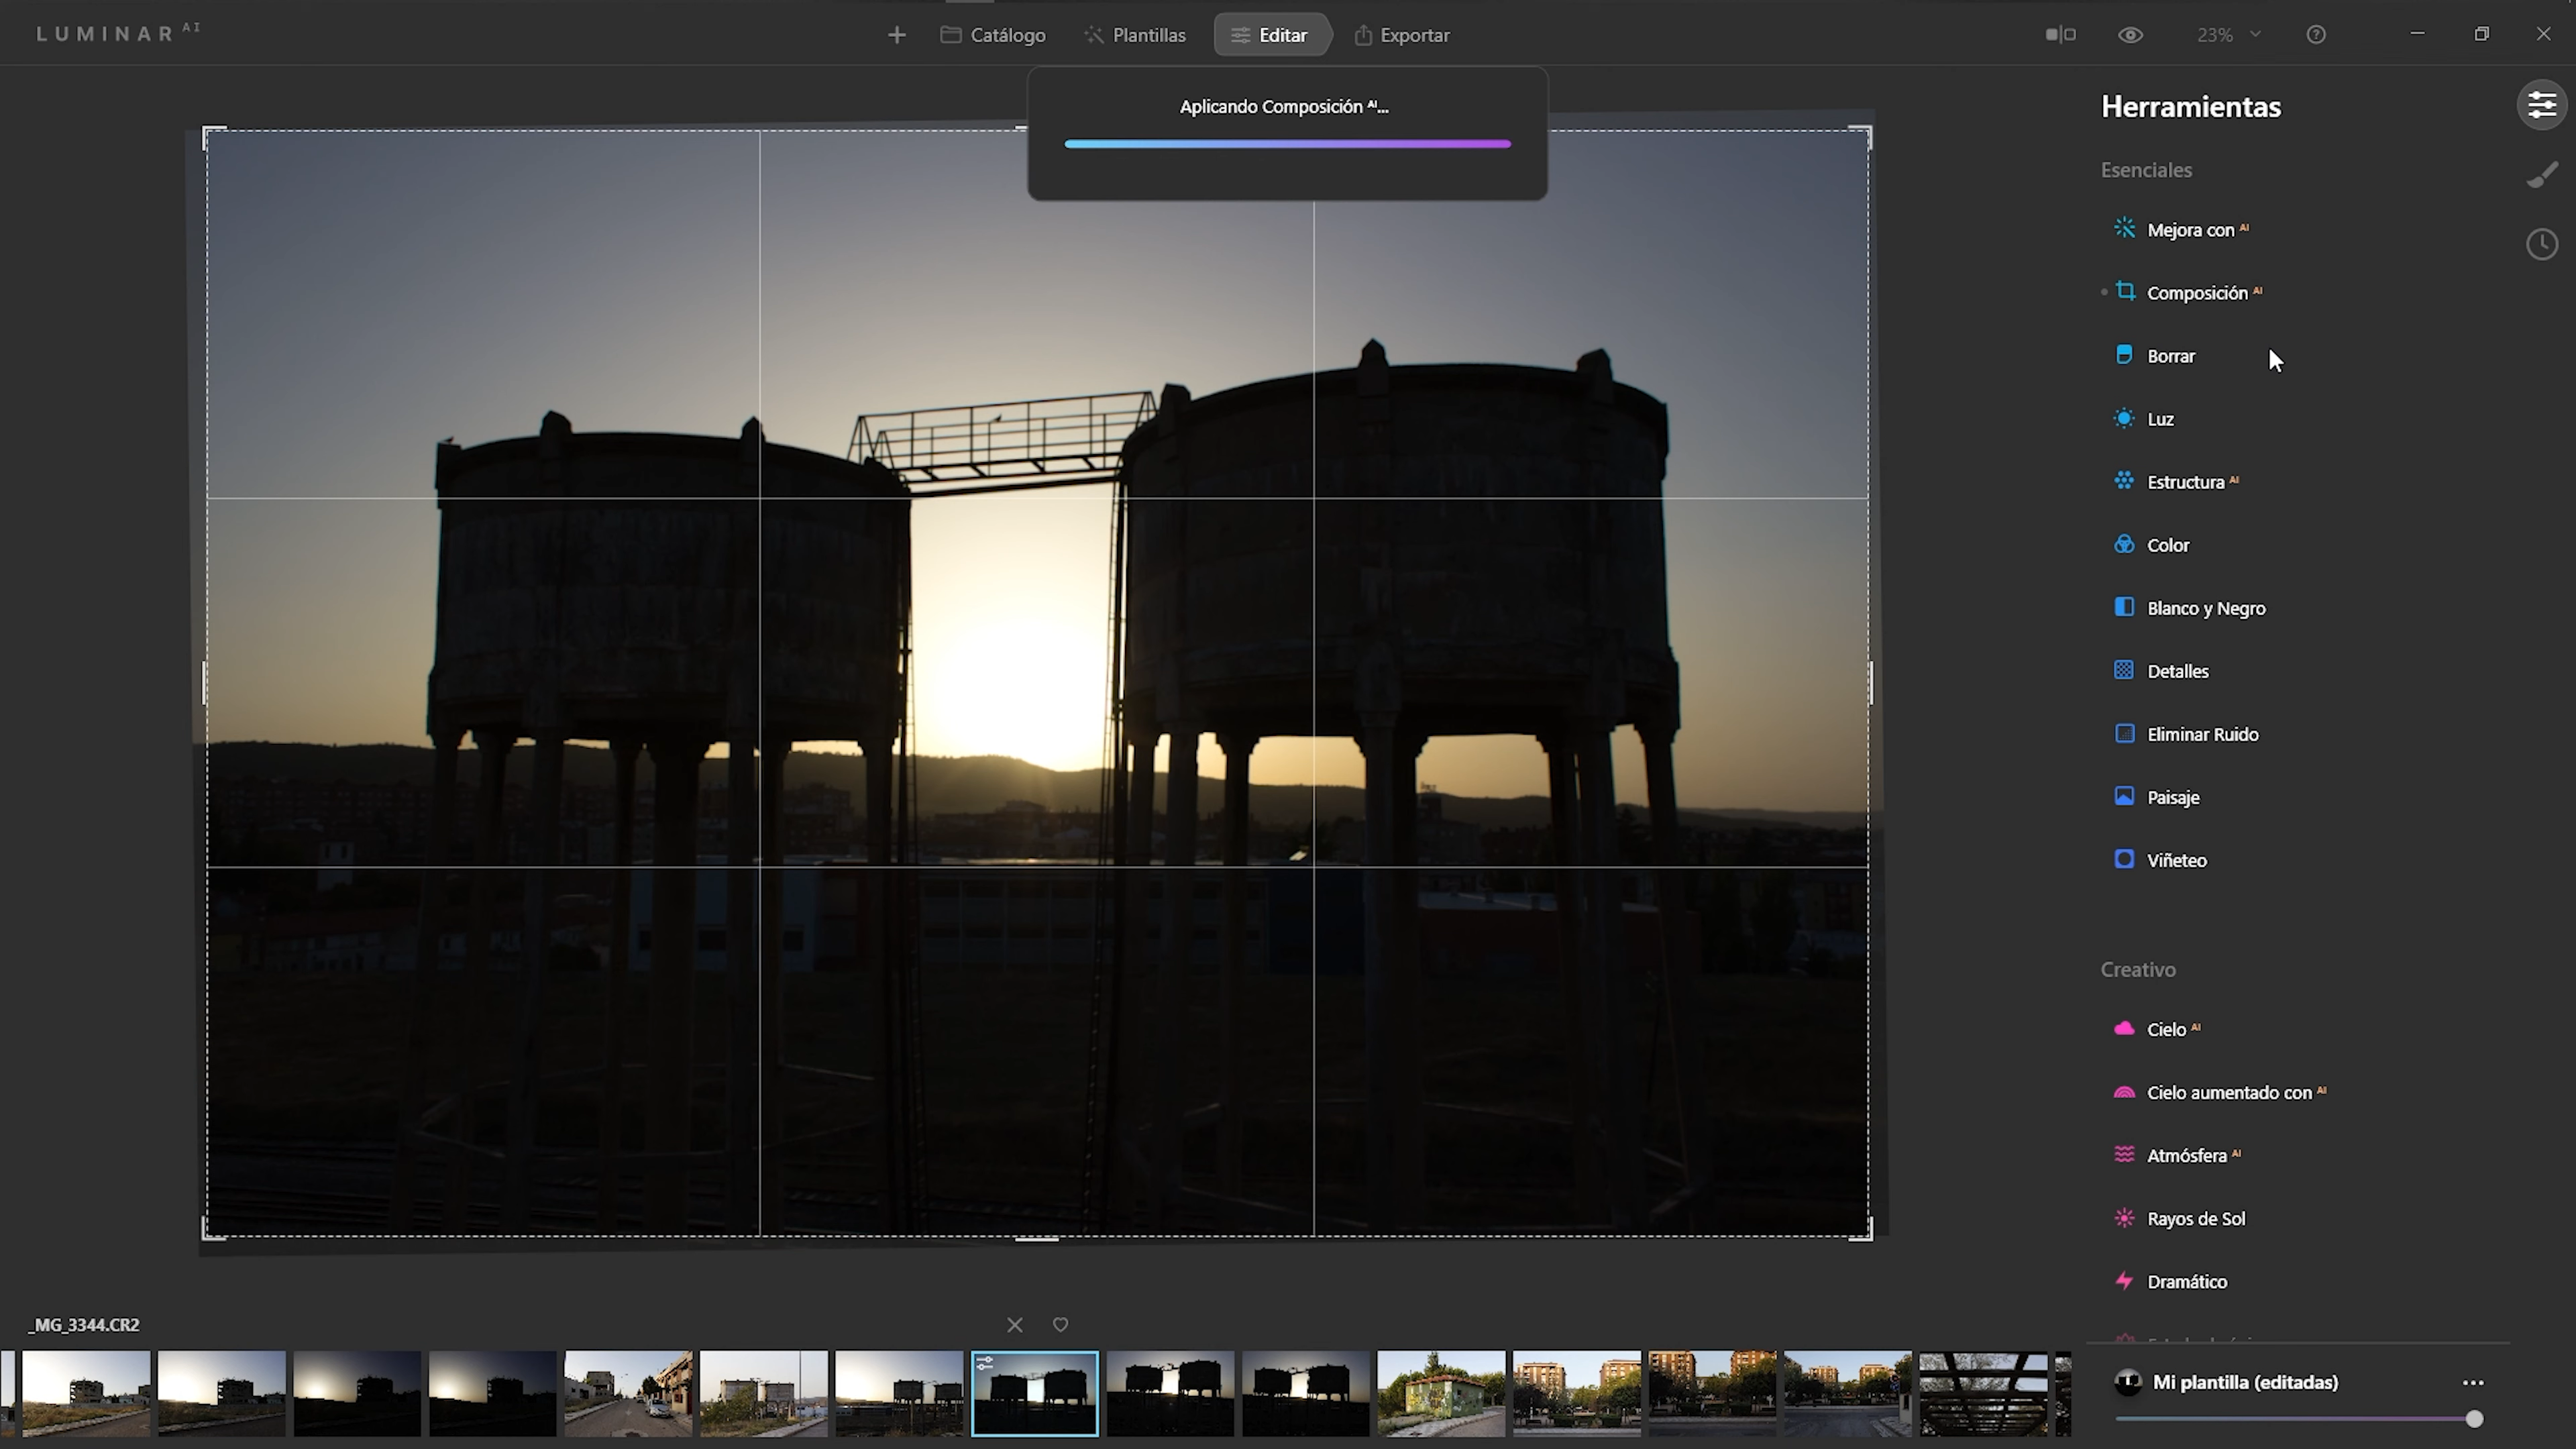 LUMINAR AI
Catálogo
Plantillas
Editar
Exportar
23%
Aplicando Composición AI...
Herramientas
Esenciales
Mejora con AI
Composición AI
Borrar
Luz
Estructura AI
Color
Blanco y Negro
Detalles
Eliminar Ruido
Paisaje
Viñeteo
Creativo
Cielo AI
Cielo aumentado con AI
Atmósfera AI
Rayos de Sol
Dramático
_MG_3344.CR2
Mi plantilla (editadas)